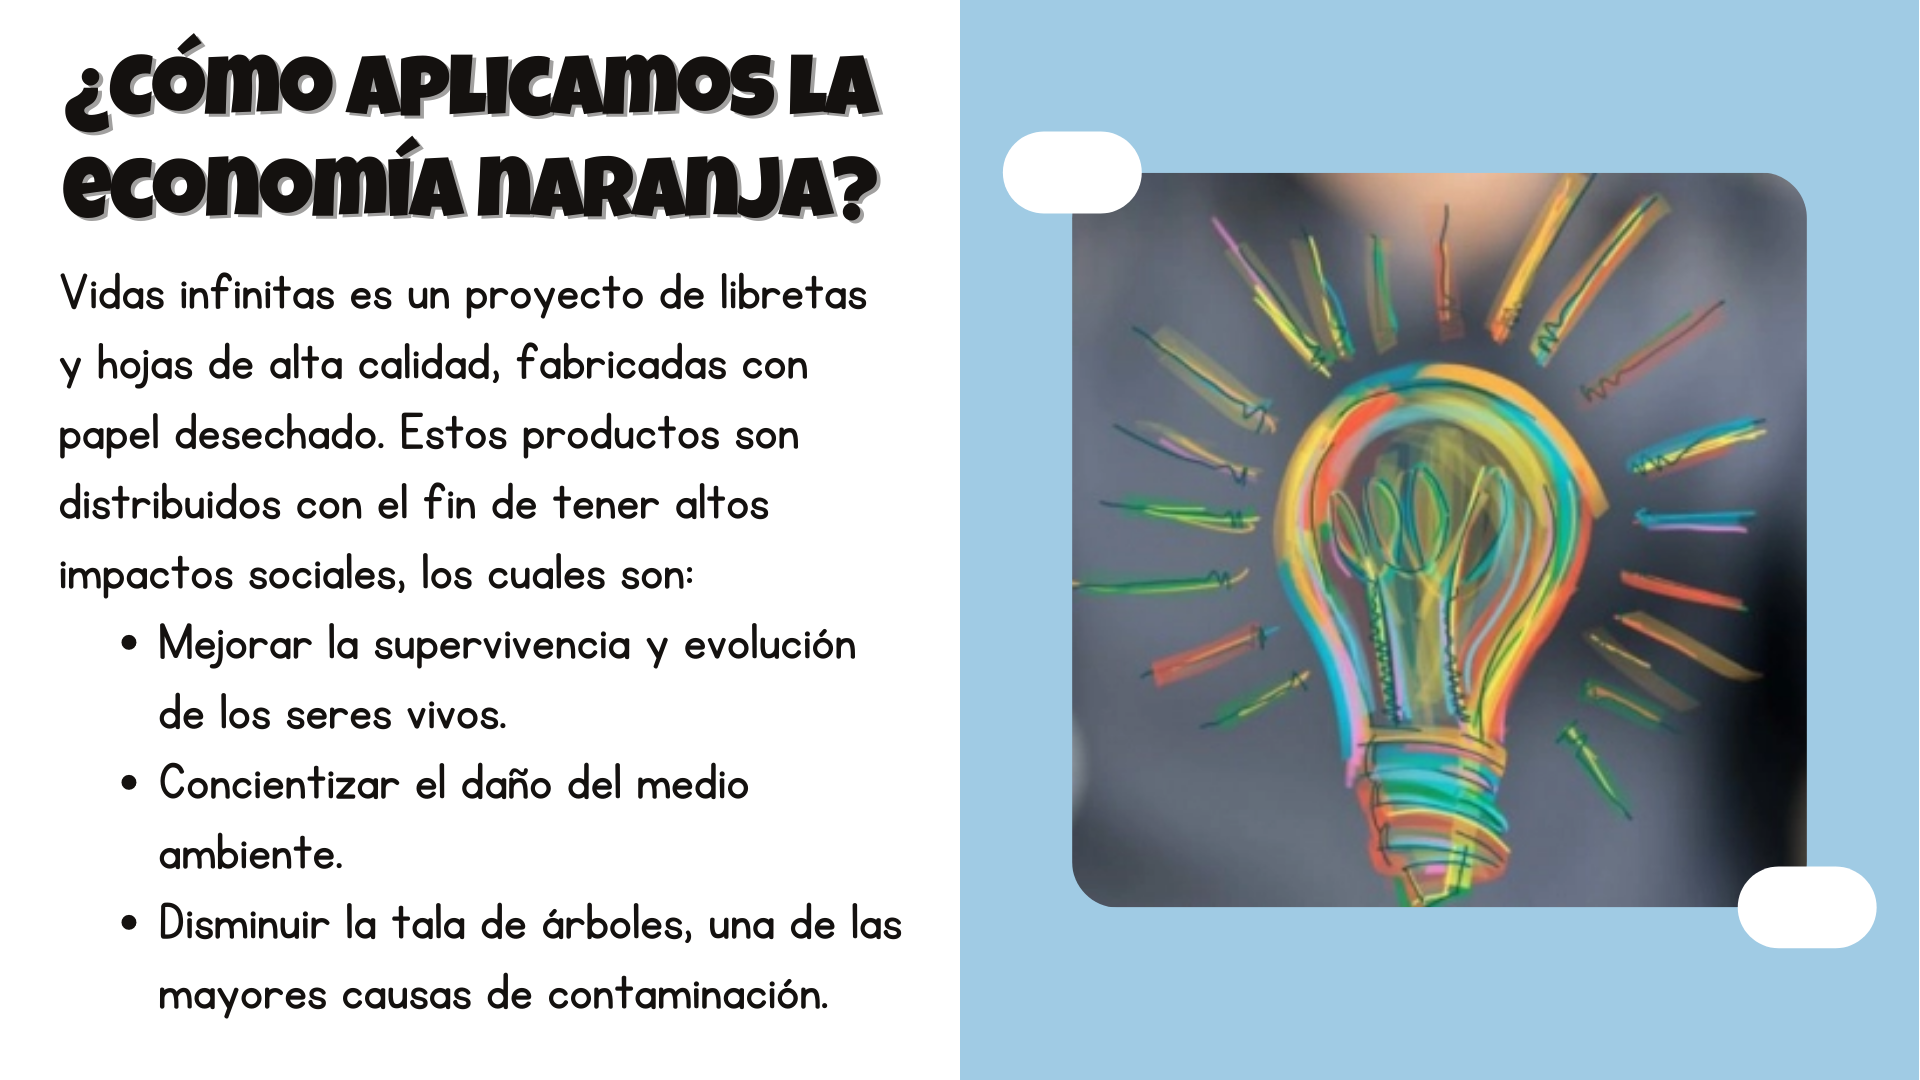 ¿CÓMO APLICAMOS LA
ECONOMÍA NARANJA?
Vidas infinitas es un proyecto de libretas
y hojas de alta calidad, fabricadas con
papel desechado. Estos productos son
distribuidos con el fin de tener altos
impactos sociales, los cuales son:
• Mejorar la supervivencia y evolución
de los seres vivos.
• Concientizar el daño del medio
ambiente.
• Disminuir la tala de árboles, una de las
mayores causas de contaminación.